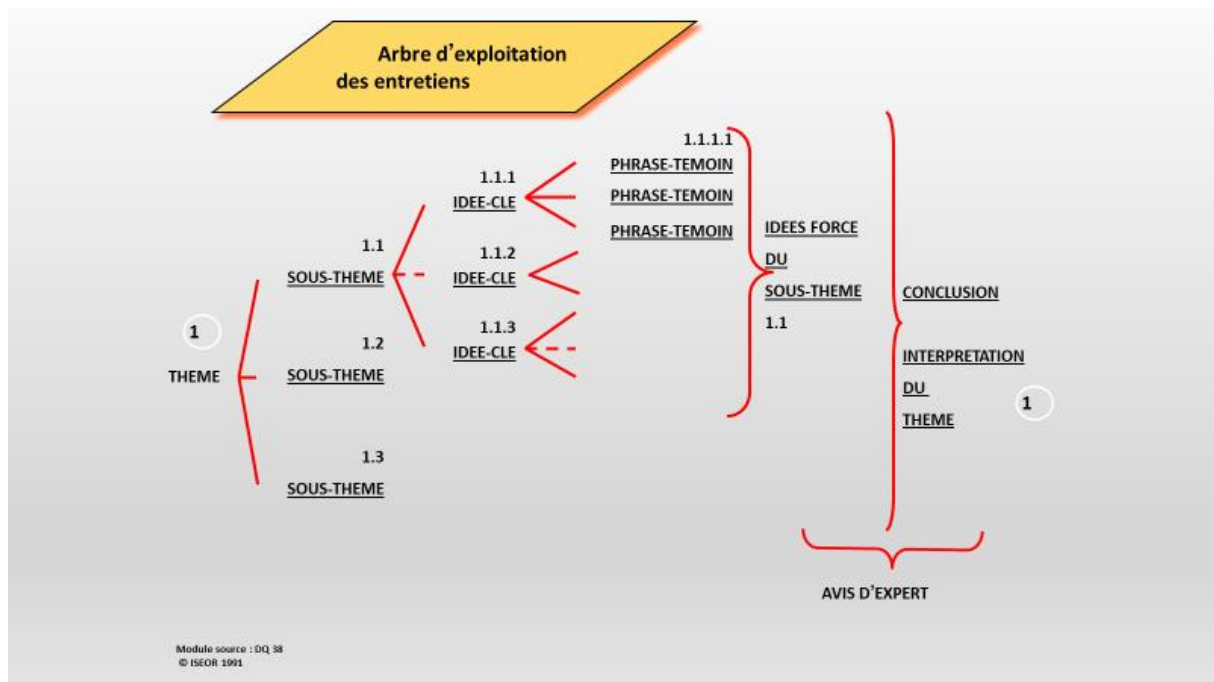 Arbre d’exploitation
des entretiens
1
THEME
1.1
SOUS-THEME
1.2
SOUS-THEME
1.3
SOUS-THEME
1.1.1
IDEE-CLE
1.1.2
IDEE-CLE
1.1.3
IDEE-CLE
1.1.1.1
PHRASE-TEMOIN
PHRASE-TEMOIN
PHRASE-TEMOIN
IDEES FORCE
DU
SOUS-THEME
1.1
CONCLUSION
INTERPRETATION
DU
THEME
1
AVIS D’EXPERT
Module source : DQ 38
© ISEOR 1991